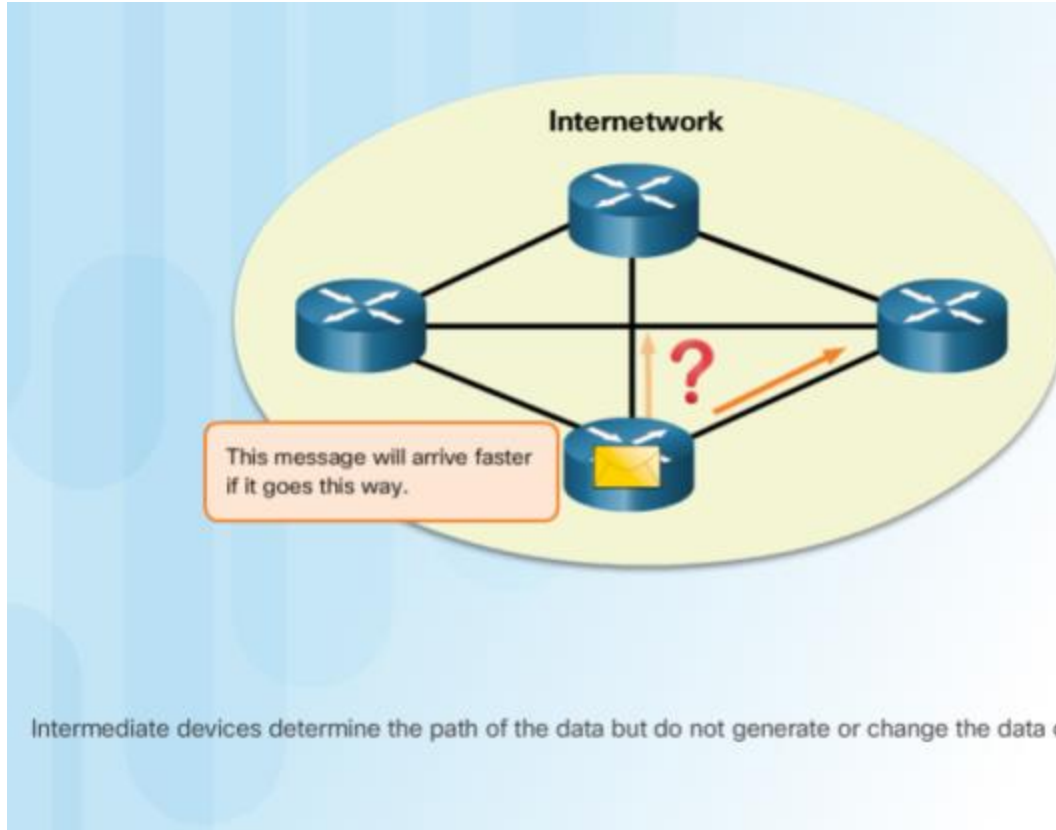 Internetwork
?
This message will arrive faster
if it goes this way.
Intermediate devices determine the path of the data but do not generate or change the data